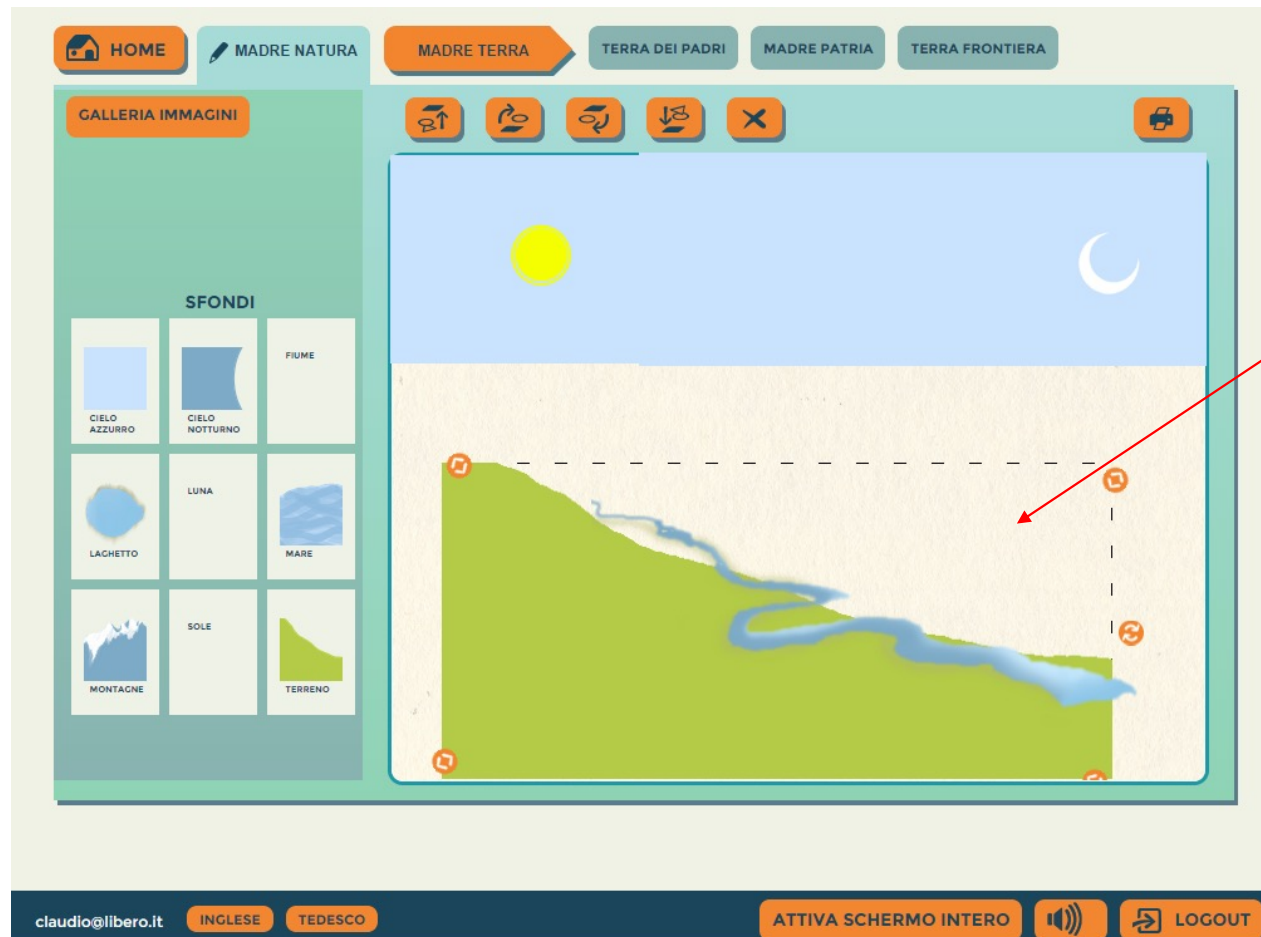 HOME
MADRE NATURA
MADRE TERRA
TERRA DEI PADRI
MADRE PATRIA
TERRA FRONTIERA
GALLERIA IMMAGINI
SFONDI
CIELO
AZZURRO
CIELO
NOTTURNO
FIUME
LAGHETTO
LUNA
MARE
MONTAGNE
SOLE
TERRENO
claudio@libero.it
INGLESE
TEDESCO
ATTIVA SCHERMO INTERO
LOGOUT